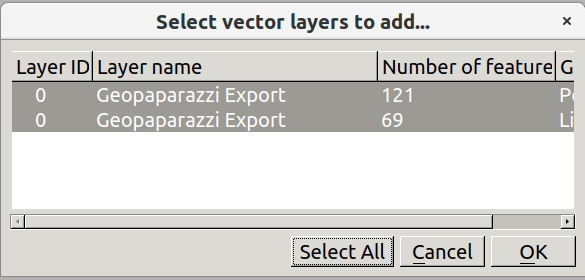 Select vector layers to add...
×
Layer ID Layer name Number of feature G
0 Geopaparazzi Export 121 Po
0 Geopaparazzi Export 69 Li
Select All Cancel OK